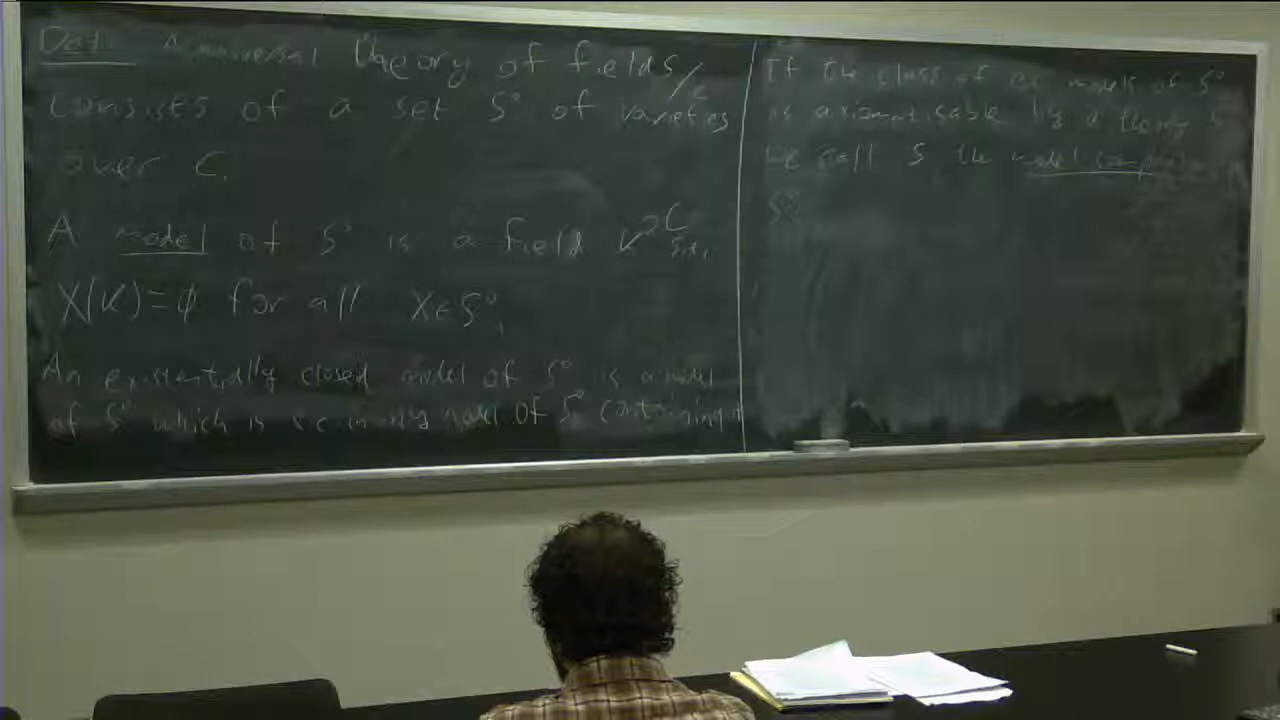 Def: A universal theory of fields/C
consists of a set S° of varieties
over C.
A model of S° is a field K⊇C s.t.
X(K)=∅ for all X∈S°.
An existentially closed model of S° is a model
of S° which is e.c. in any model of S° containing
If the class of ec models of S°
is axiomatisable by a theory S
we call S the model
S°